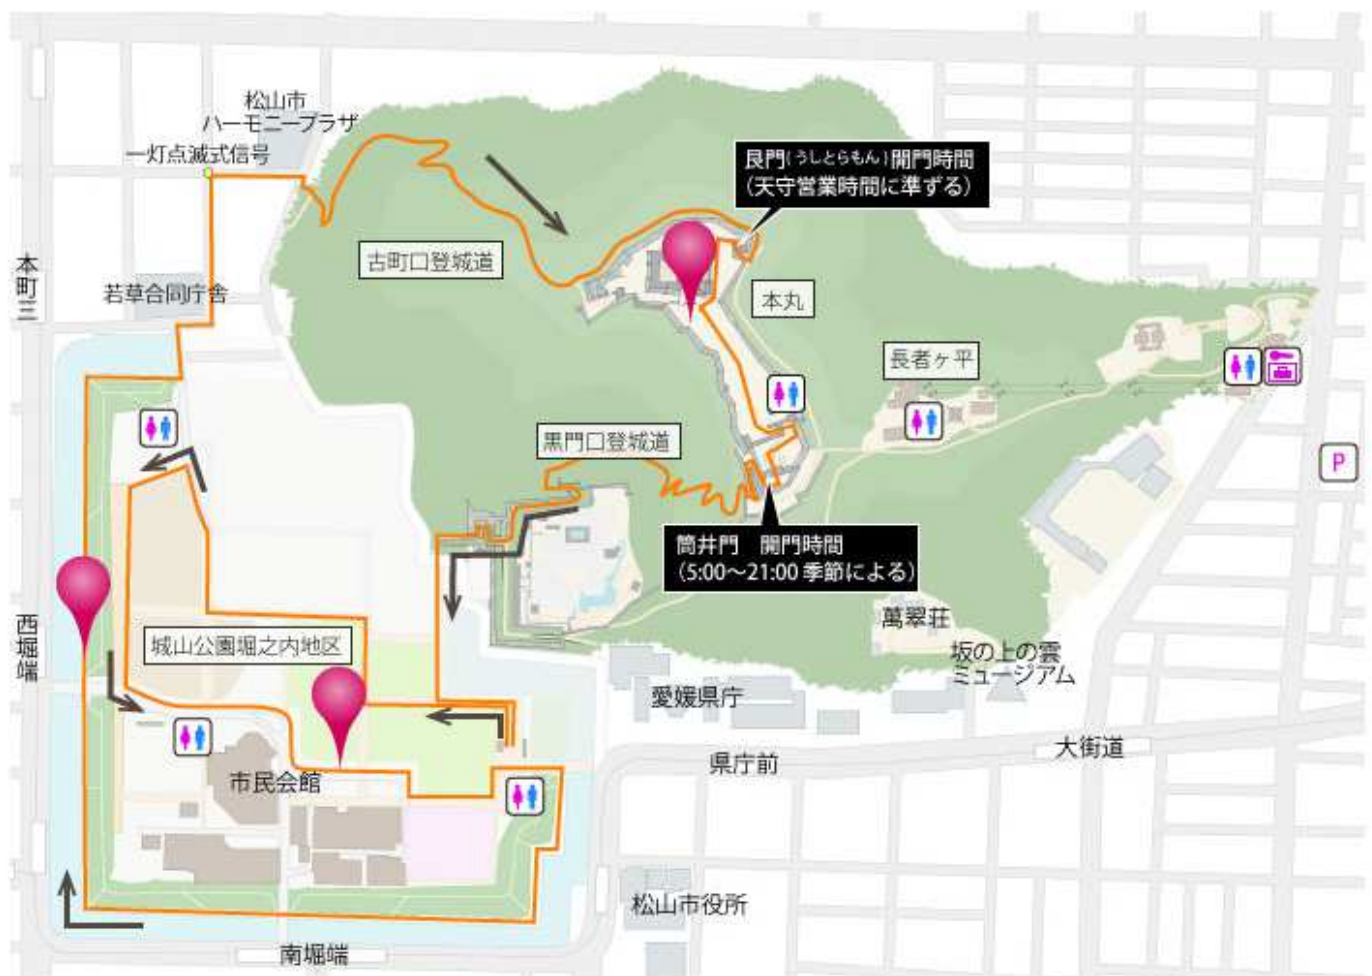 松山市
ハーモニープラザ
一灯点滅式信号
艮門(うしとらもん)開門時間
(天守営業時間に準ずる)
古町口登城道
本町三
若草合同庁舎
本丸
長者ヶ平
黒門口登城道
P
筒井門　開門時間
(5:00～21:00 季節による)
西堀端
城山公園堀之内地区
萬翠荘
坂の上の雲
ミュージアム
愛媛県庁
大街道
県庁前
市民会館
松山市役所
南堀端